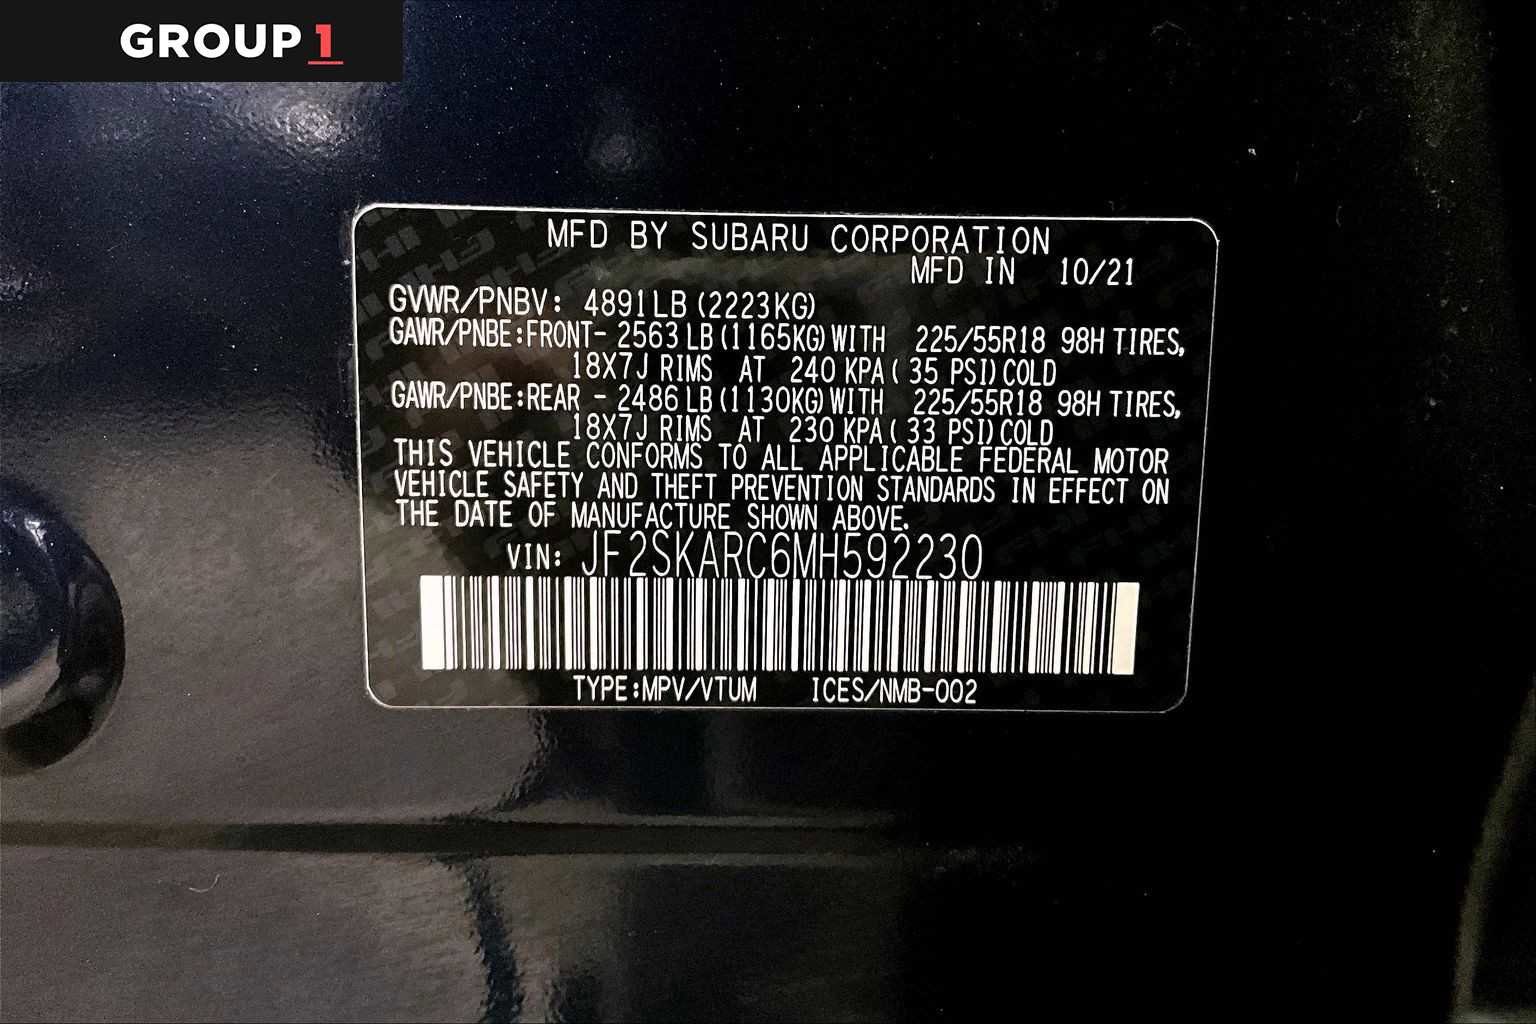 GROUP 1
MFD BY SUBARU CORPORATION
MFD IN 10/21
GVWR/PNBV: 4891LB (2223KG)
GAWR/PNBE:FRONT- 2563 LB (1165KG) WITH 225/55R18 98H TIRES,
18X7J RIMS AT 240 KPA ( 35 PSI) COLD
GAWR/PNBE:REAR - 2486 LB (1130KG) WITH 225/55R18 98H TIRES,
18X7J RIMS AT 230 KPA ( 33 PSI) COLD
THIS VEHICLE CONFORMS TO ALL APPLICABLE FEDERAL MOTOR
VEHICLE SAFETY AND THEFT PREVENTION STANDARDS IN EFFECT ON
THE DATE OF MANUFACTURE SHOWN ABOVE.
VIN: JF2SKARC6MH592230
TYPE:MPV/VTUM ICES/NMB-002